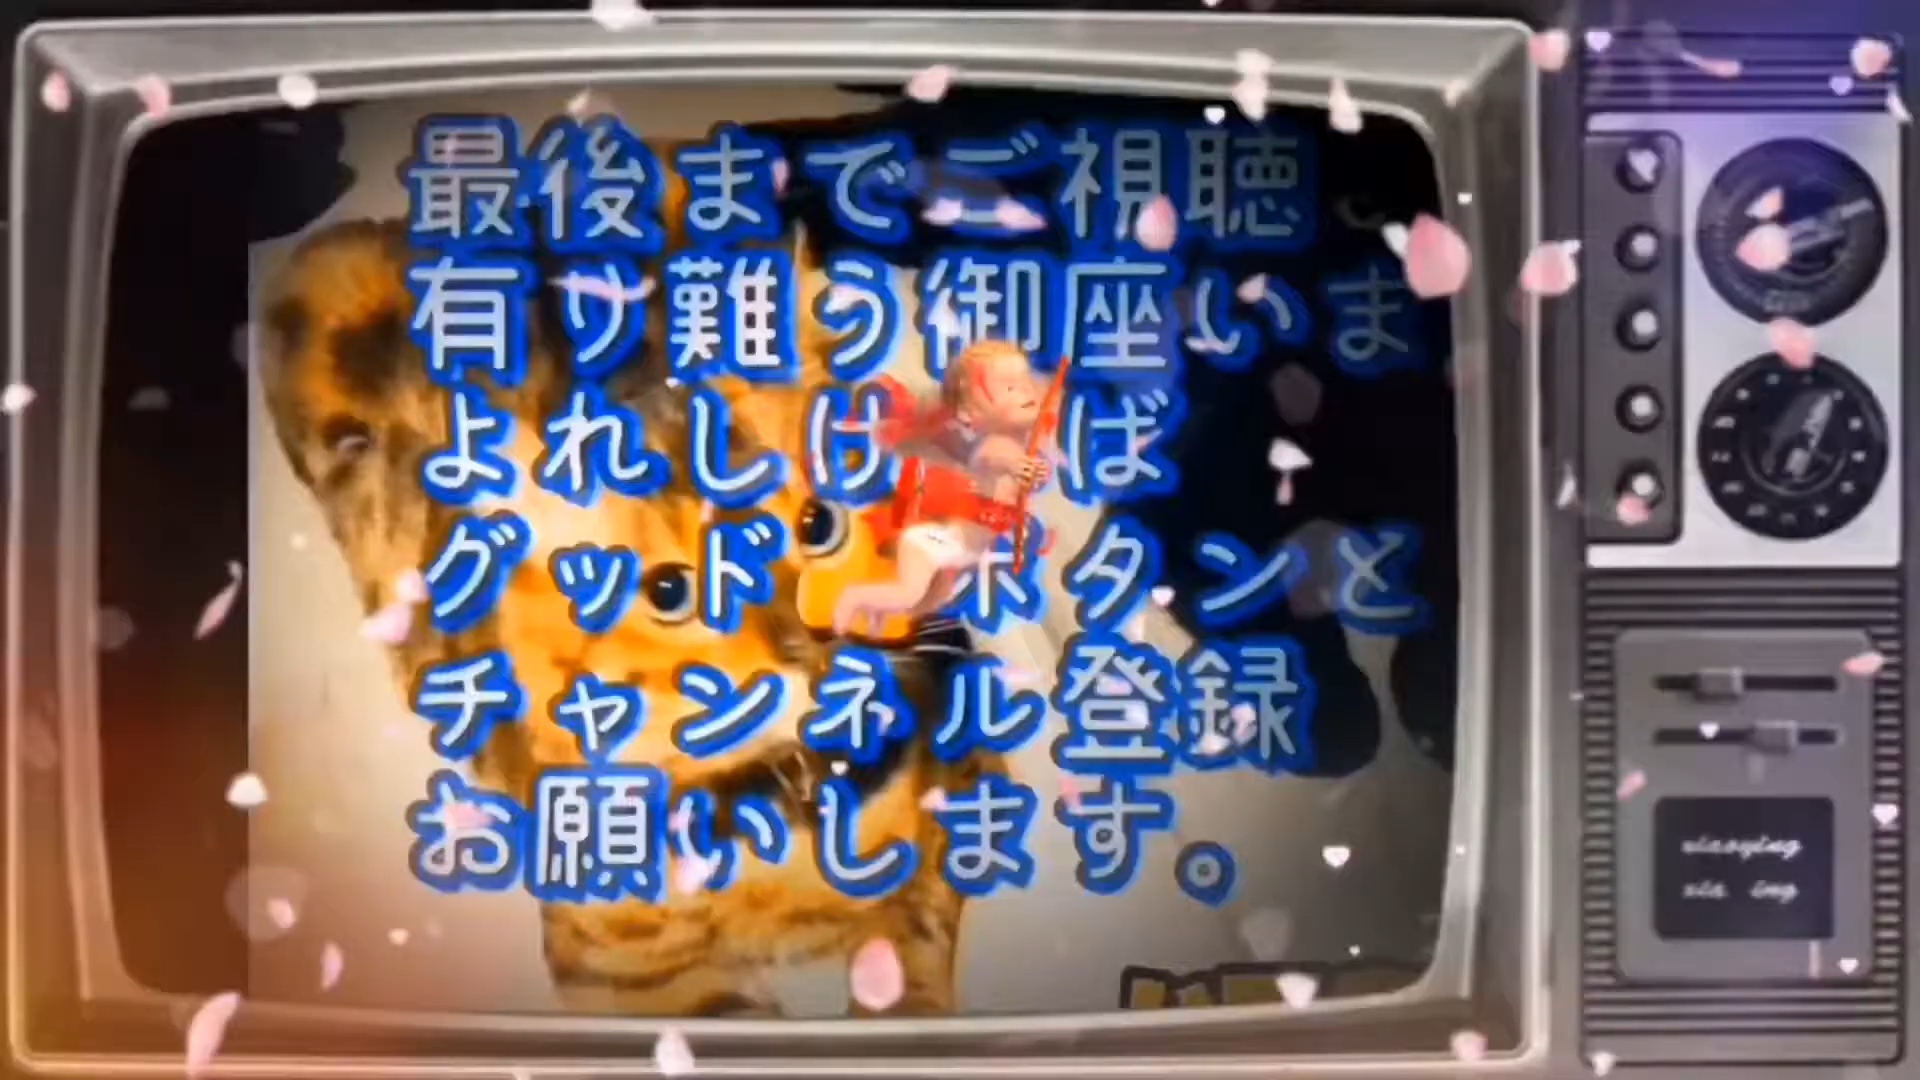 最後までご視聴
有り難う御座いま
よれしければ
グッドボタンと
チャンネル登録
お願いします。